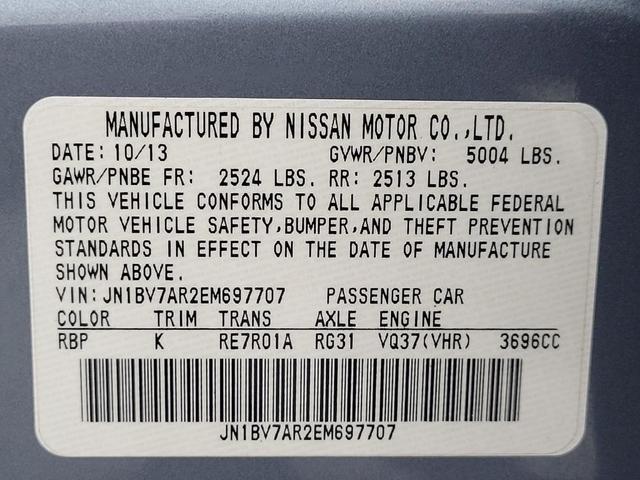 MANUFACTURED BY NISSAN MOTOR CO.,LTD.
DATE: 10/13 GVWR/PNBV: 5004 LBS.
GAWR/PNBE FR: 2524 LBS. RR: 2513 LBS.
THIS VEHICLE CONFORMS TO ALL APPLICABLE FEDERAL
MOTOR VEHICLE SAFETY,BUMPER,AND THEFT PREVENTION
STANDARDS IN EFFECT ON THE DATE OF MANUFACTURE
SHOWN ABOVE.
VIN: JN1BV7AR2EM697707 PASSENGER CAR
COLOR TRIM TRANS AXLE ENGINE
RBP K RE7R01A RG31 VQ37(VHR) 3696CC
JN1BV7AR2EM697707